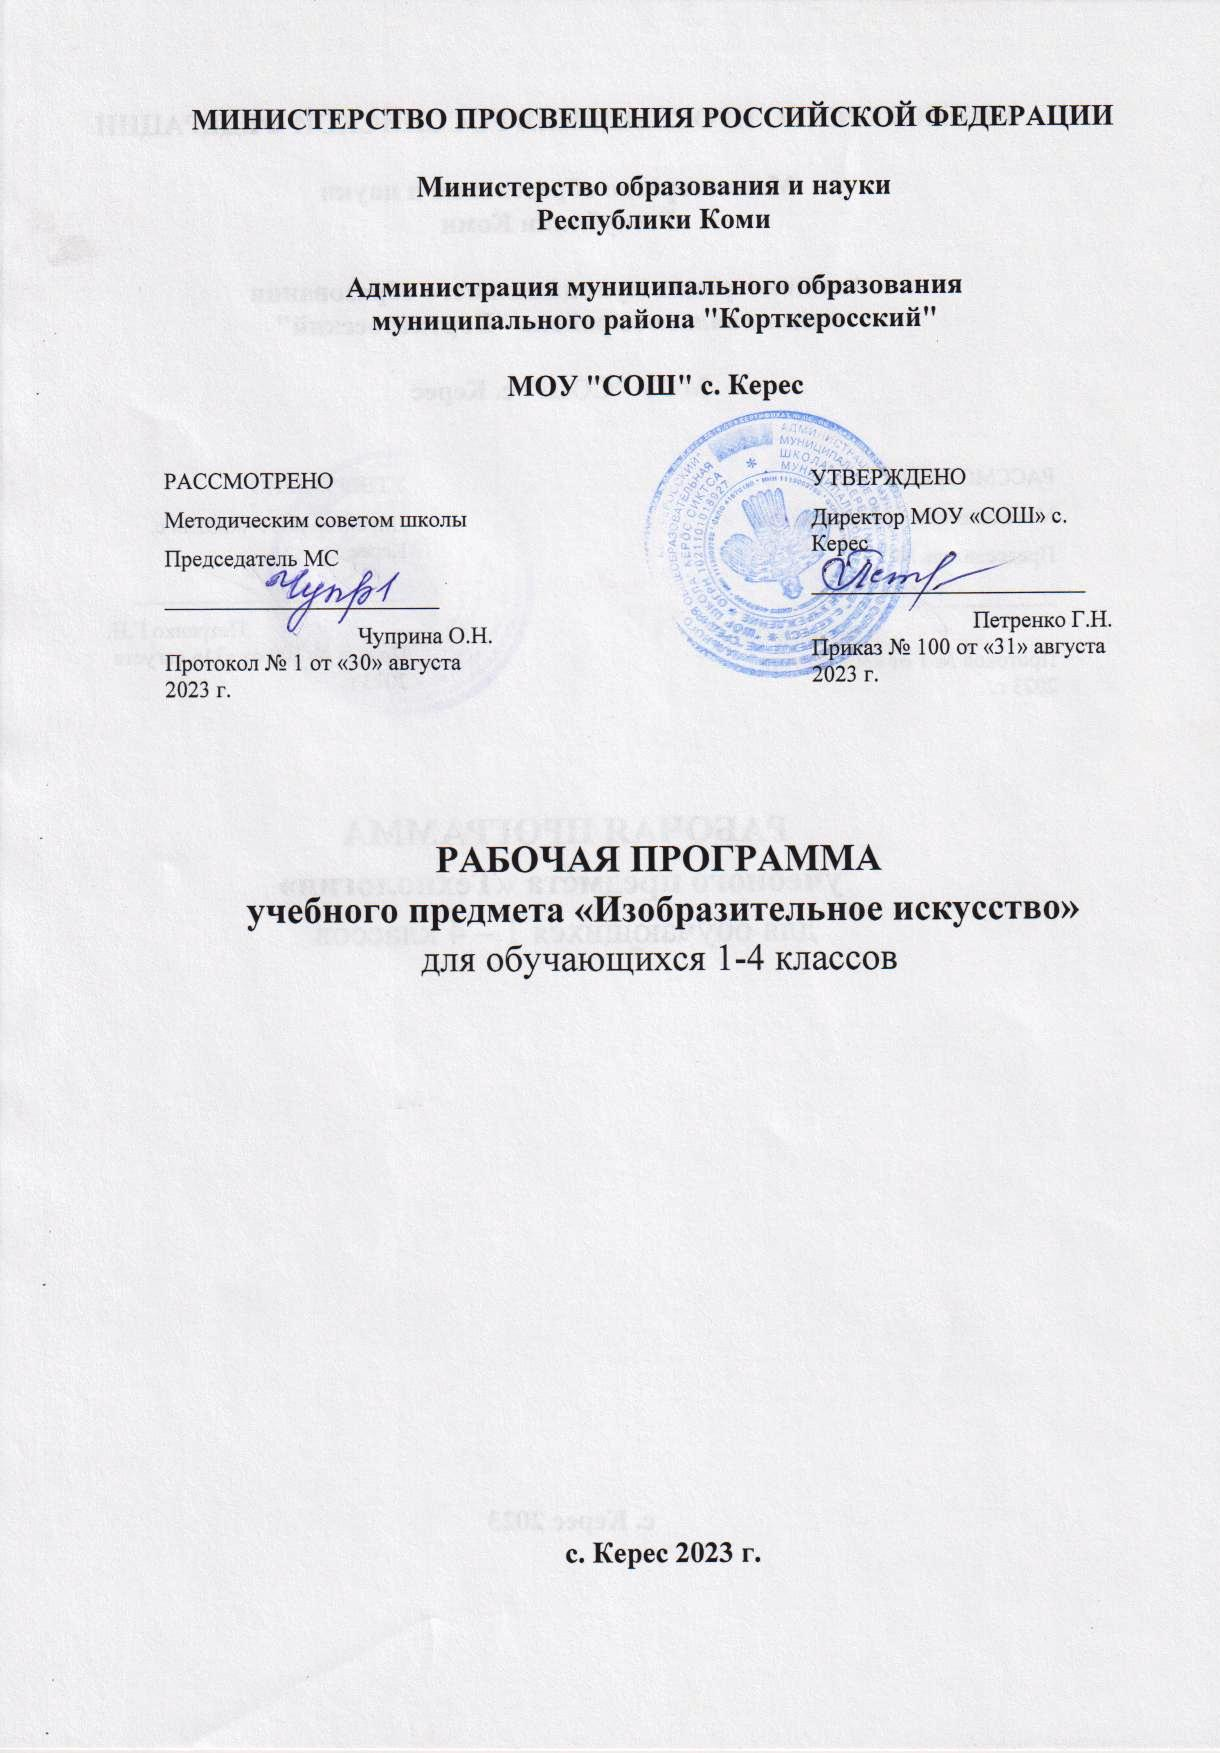 МИНИСТЕРСТВО ПРОСВЕЩЕНИЯ РОССИЙСКОЙ ФЕДЕРАЦИИ
Министерство образования и науки
Республики Коми
Администрация муниципального образования
муниципального района "Корткеросский"
МОУ "СОШ" с. Керес
РАССМОТРЕНО
Методическим советом школы
Председатель МС
Чуприна О.Н.
Протокол № 1 от «30» августа
2023 г.
УТВЕРЖДЕНО
Директор МОУ «СОШ» с.
Керес
Петренко Г.Н.
Приказ № 100 от «31» августа
2023 г.
РАБОЧАЯ ПРОГРАММА
учебного предмета «Изобразительное искусство»
для обучающихся 1-4 классов
с. Керес 2023 г.